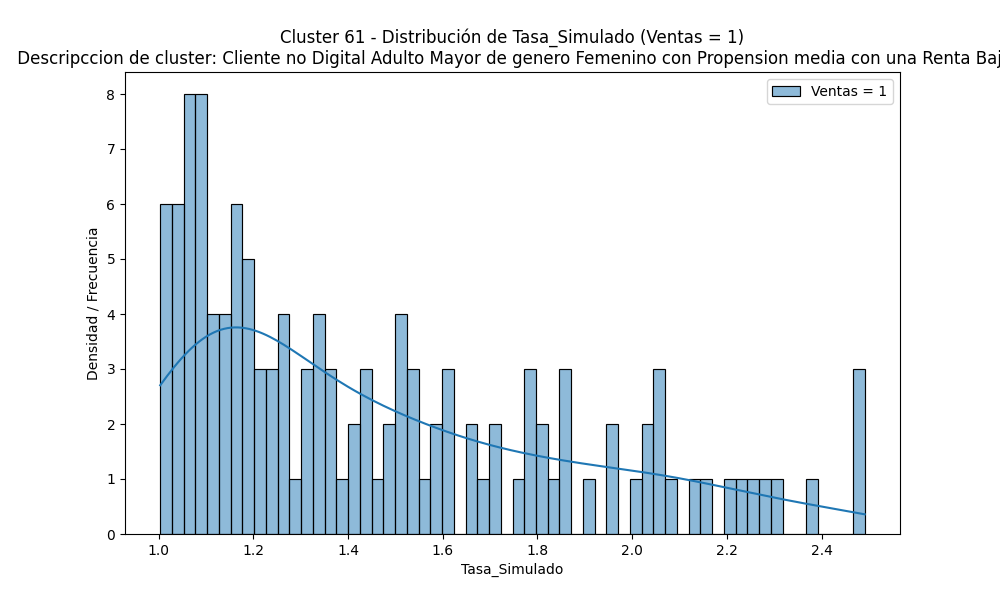 Cluster 61 - Distribución de Tasa_Simulado (Ventas = 1)
Descripccion de cluster: Cliente no Digital Adulto Mayor de genero Femenino con Propension media con una Renta Baj
Ventas = 1
Densidad / Frecuencia
8
7
6
5
4
3
2
1
0
1.0 1.2 1.4 1.6 1.8 2.0 2.2 2.4
Tasa_Simulado